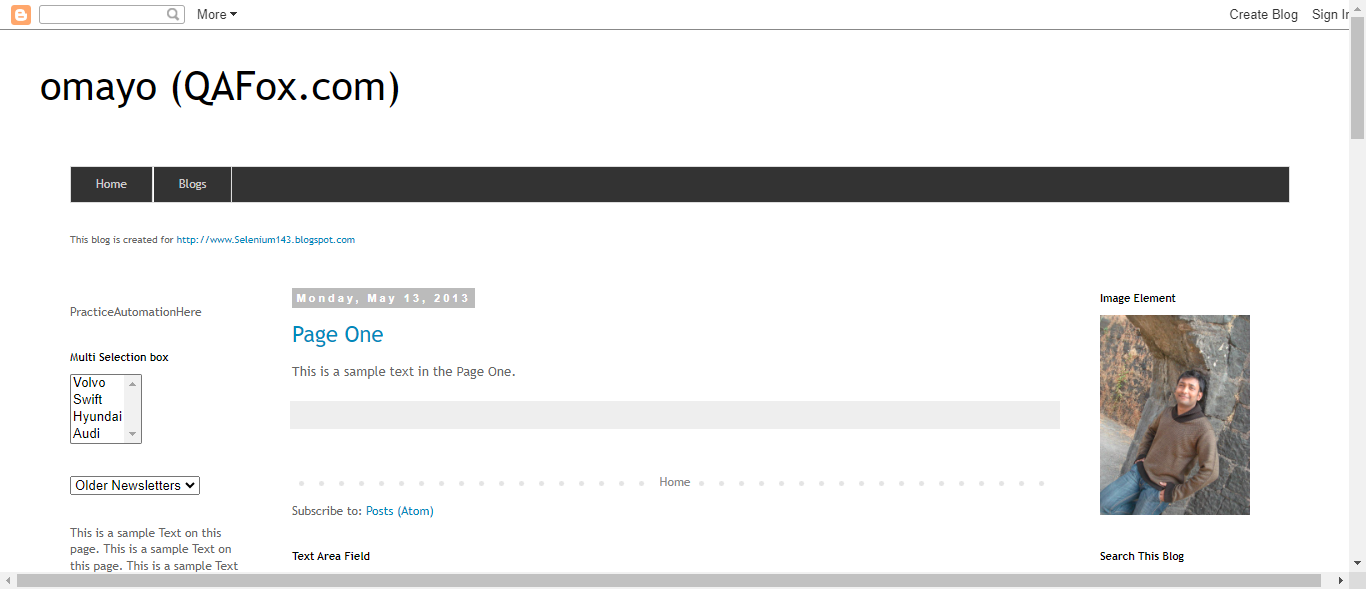 More
Create Blog
Sign In
omayo (QAFox.com)
Home
Blogs
This blog is created for http://www.Selenium143.blogspot.com
PracticeAutomationHere
Multi Selection box
Volvo
Swift
Hyundai
Audi
Older Newsletters
This is a sample Text on this
page. This is a sample Text on
this page. This is a sample Text
Monday, May 13, 2013
Page One
This is a sample text in the Page One.
Home
Subscribe to: Posts (Atom)
Text Area Field
Image Element
Search This Blog